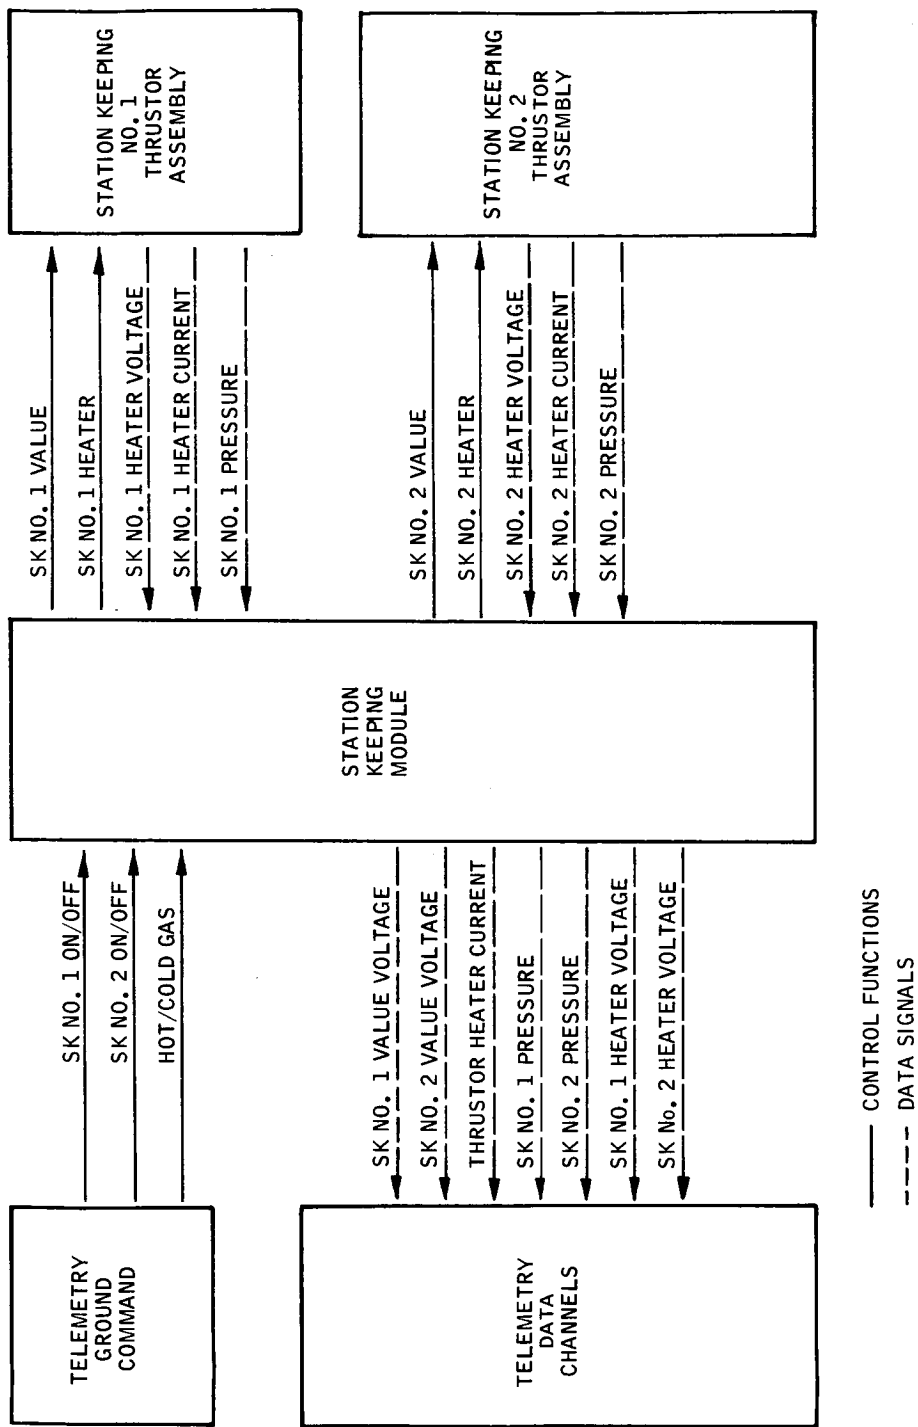 TELEMETRY
GROUND
COMMAND
SK NO. 1 ON/OFF
SK NO. 2 ON/OFF
HOT/COLD GAS
TELEMETRY
DATA
CHANNELS
SK NO. 1 VALUE VOLTAGE
SK NO. 2 VALUE VOLTAGE
THRUSTOR HEATER CURRENT
SK NO. 1 PRESSURE
SK NO. 2 PRESSURE
SK NO. 1 HEATER VOLTAGE
SK No. 2 HEATER VOLTAGE
STATION
KEEPING
MODULE
SK NO. 1 VALUE
SK NO. 1 HEATER
SK NO. 1 HEATER VOLTAGE
SK NO. 1 HEATER CURRENT
SK NO. 1 PRESSURE
SK NO. 2 VALUE
SK NO. 2 HEATER
SK NO. 2 HEATER VOLTAGE
SK NO. 2 HEATER CURRENT
SK NO. 2 PRESSURE
STATION KEEPING
NO. 1
THRUSTOR
ASSEMBLY
STATION KEEPING
NO. 2
THRUSTOR
ASSEMBLY
CONTROL FUNCTIONS
DATA SIGNALS